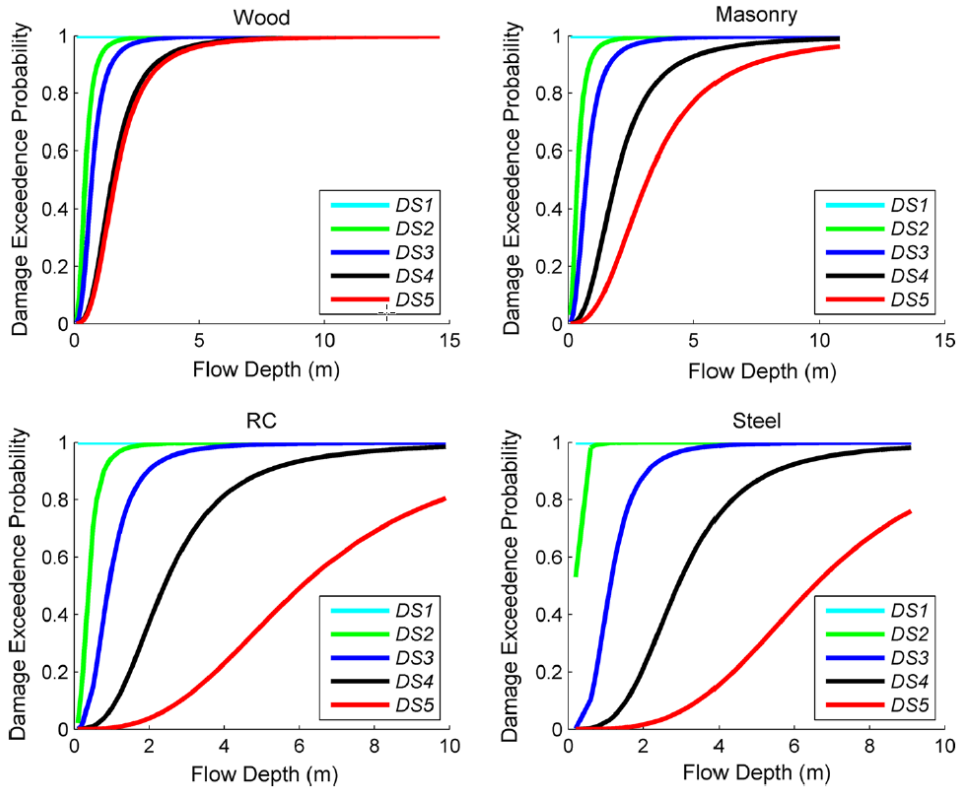 Wood
Damage Exceedence Probability
1
0.8
0.6
0.4
0.2
0
DS1
DS2
DS3
DS4
DS5
0 5 10 15
Flow Depth (m)
Masonry
Damage Exceedence Probability
1
0.8
0.6
0.4
0.2
0
DS1
DS2
DS3
DS4
DS5
0 5 10 15
Flow Depth (m)
RC
Damage Exceedence Probability
1
0.8
0.6
0.4
0.2
0
DS1
DS2
DS3
DS4
DS5
0 2 4 6 8 10
Flow Depth (m)
Steel
Damage Exceedence Probability
1
0.8
0.6
0.4
0.2
0
DS1
DS2
DS3
DS4
DS5
0 2 4 6 8 10
Flow Depth (m)